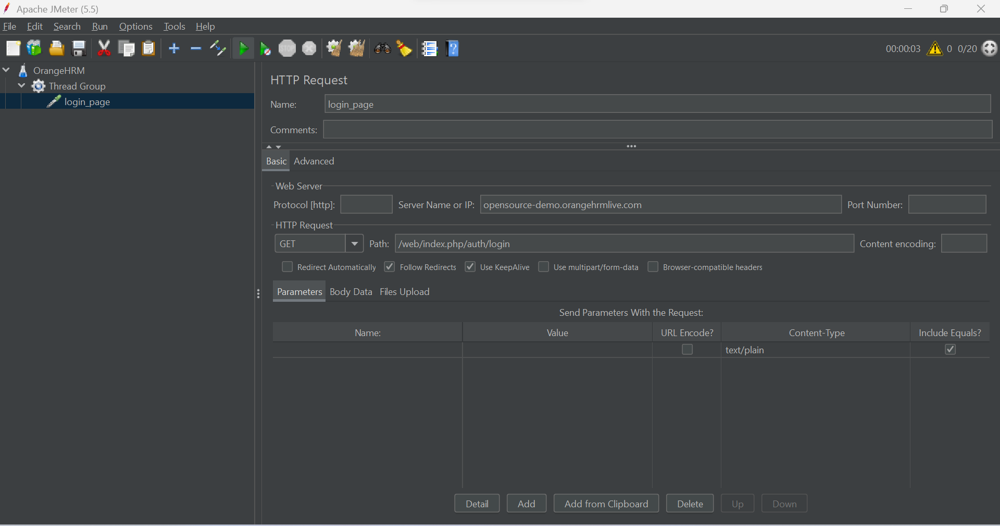 Apache JMeter (5.5)
File Edit Search Run Options Tools Help
STOP
?
00:00:03 0 0/20
OrangeHRM
Thread Group
login_page
HTTP Request
Name: login_page
Comments:
Basic Advanced
Web Server
Protocol [http]: Server Name or IP: opensource-demo.orangehrmlive.com Port Number:
HTTP Request
GET Path: /web/index.php/auth/login Content encoding:
Redirect Automatically Follow Redirects Use KeepAlive Use multipart/form-data Browser-compatible headers
Parameters Body Data Files Upload
Send Parameters With the Request:
Name: Value URL Encode? Content-Type Include Equals?
text/plain
Detail Add Add from Clipboard Delete Up Down